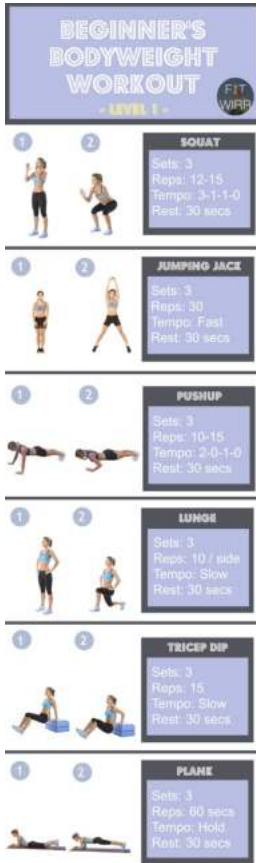 BEGINNER'S
BODYWEIGHT
WORKOUT
- LEVEL 1 -
FIT
WIRR
1
2
SQUAT
Sets: 3
Reps: 12-15
Tempo: 3-1-1-0
Rest: 30 secs
1
2
JUMPING JACK
Sets: 3
Reps: 30
Tempo: Fast
Rest: 30 secs
1
2
PUSHUP
Sets: 3
Reps: 10-15
Tempo: 2-0-1-0
Rest: 30 secs
1
2
LUNGE
Sets: 3
Reps: 10 / side
Tempo: Slow
Rest: 30 secs
1
2
TRICEP DIP
Sets: 3
Reps: 15
Tempo: Slow
Rest: 30 secs
1
2
PLANK
Sets: 3
Reps: 60 secs
Tempo: Hold
Rest: 30 secs